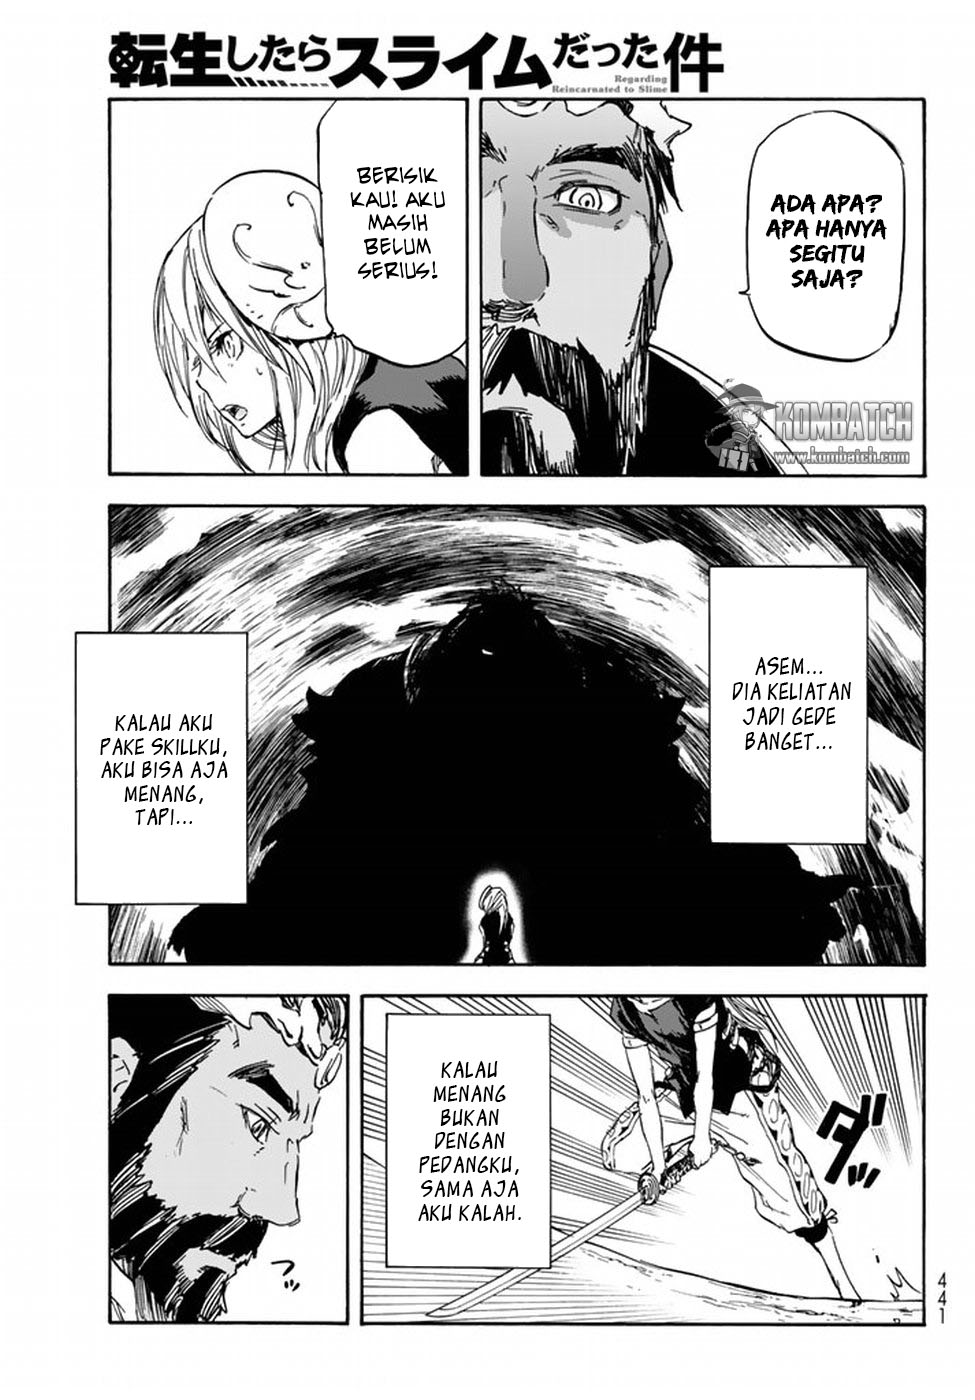 転生したらスライムだった件
Regarding
Reincarnated to Slime
ADA APA?
APA HANYA
SEGITU
SAJA?
BERISIK
KAU! AKU
MASIH
BELUM
SERIUS!
KOMBATCH
www.kombatch.com
ASEM...
DIA KELIATAN
JADI GEDE
BANGET...
KALAU AKU
PAKE SKILLKU,
AKU BISA AJA
MENANG,
TAPI...
ダダッ
KALAU
MENANG
BUKAN
DENGAN
PEDANGKU,
SAMA AJA
AKU KALAH.
フッ
441